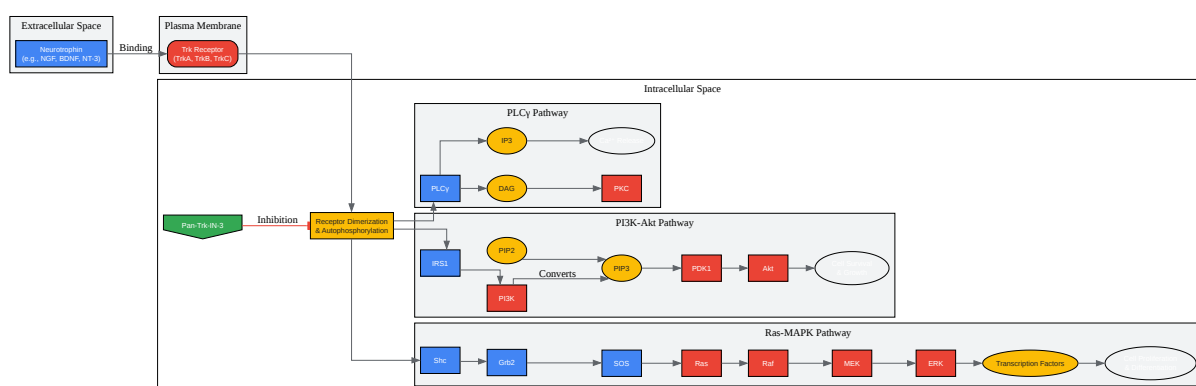 Extracellular Space
Neurotrophin
(e.g., NGF, BDNF, NT-3)
Binding
Plasma Membrane
Trk Receptor
(TrkA, TrkB, TrkC)
Intracellular Space
PLCγ Pathway
IP3
PLCγ
DAG
PKC
Pan-Trk-IN-3
Inhibition
Receptor Dimerization
& Autophosphorylation
PI3K-Akt Pathway
PIP2
IRS1
PIP3
Converts
PI3K
PDK1
Akt
Ras-MAPK Pathway
Shc
Grb2
SOS
Ras
Raf
MEK
ERK
Transcription Factors